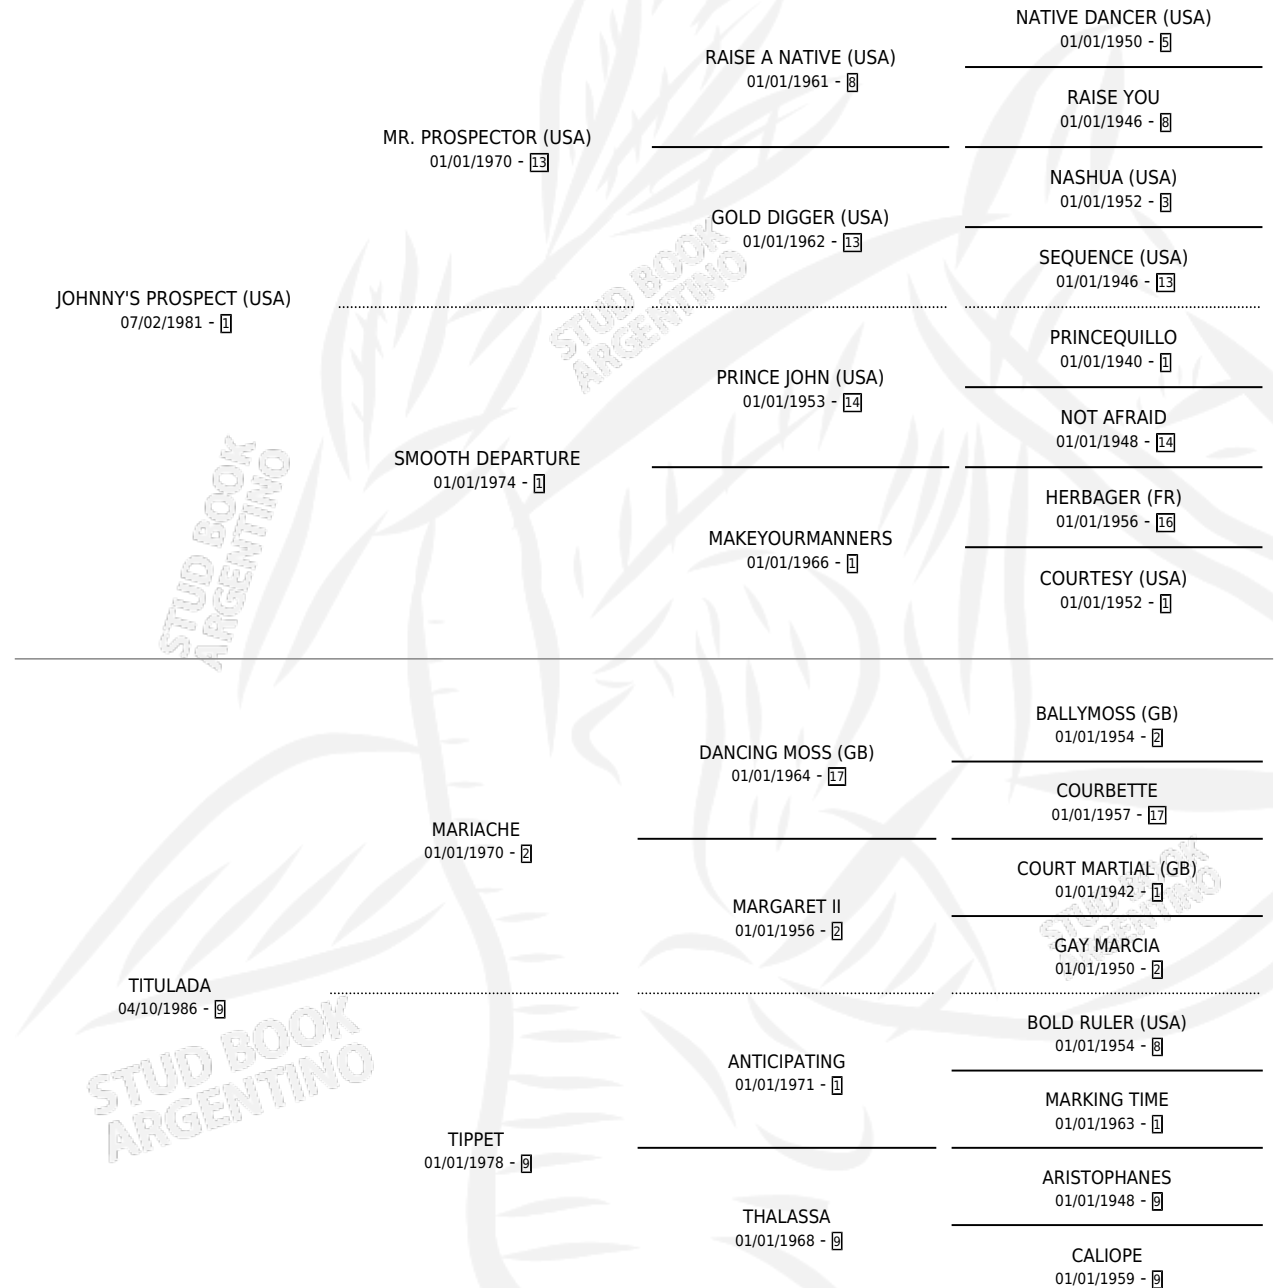 NATIVE DANCER (USA)
01/01/1950 - 5
RAISE A NATIVE (USA)
01/01/1961 - 8
RAISE YOU
01/01/1946 - 8
MR. PROSPECTOR (USA)
01/01/1970 - 13
NASHUA (USA)
01/01/1952 - 3
GOLD DIGGER (USA)
01/01/1962 - 13
SEQUENCE (USA)
01/01/1946 - 13
JOHNNY'S PROSPECT (USA)
07/02/1981 - 1
PRINCEQUILLO
01/01/1940 - 1
PRINCE JOHN (USA)
01/01/1953 - 14
NOT AFRAID
01/01/1948 - 14
SMOOTH DEPARTURE
01/01/1974 - 1
HERBAGER (FR)
01/01/1956 - 16
MAKEYOURMANNERS
01/01/1966 - 1
COURTESY (USA)
01/01/1952 - 1
STUD BOOK
ARGENTINO
STUD BOOK
ARGENTINO
BALLYMOSS (GB)
01/01/1954 - 2
DANCING MOSS (GB)
01/01/1964 - 17
COURBETTE
01/01/1957 - 17
MARIACHE
01/01/1970 - 2
COURT MARTIAL (GB)
01/01/1942 - 1
MARGARET II
01/01/1956 - 2
GAY MARCIA
01/01/1950 - 2
TITULADA
04/10/1986 - 9
BOLD RULER (USA)
01/01/1954 - 8
ANTICIPATING
01/01/1971 - 1
MARKING TIME
01/01/1963 - 1
TIPPET
01/01/1978 - 9
ARISTOPHANES
01/01/1948 - 9
THALASSA
01/01/1968 - 9
CALIOPE
01/01/1959 - 9
STUD BOOK
ARGENTINO
STUD BOOK
ARGENTINO